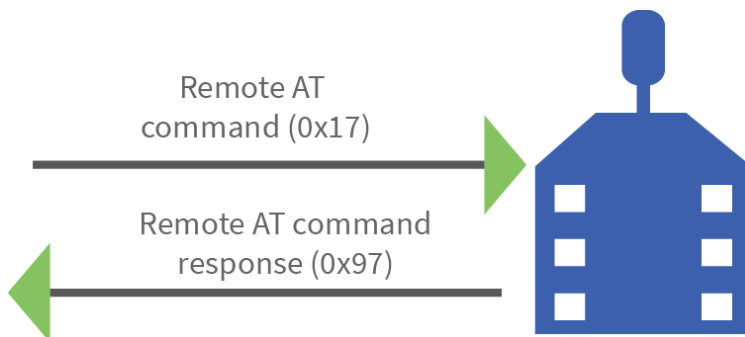 Remote AT
command (0x17)
Remote AT command
response (0x97)